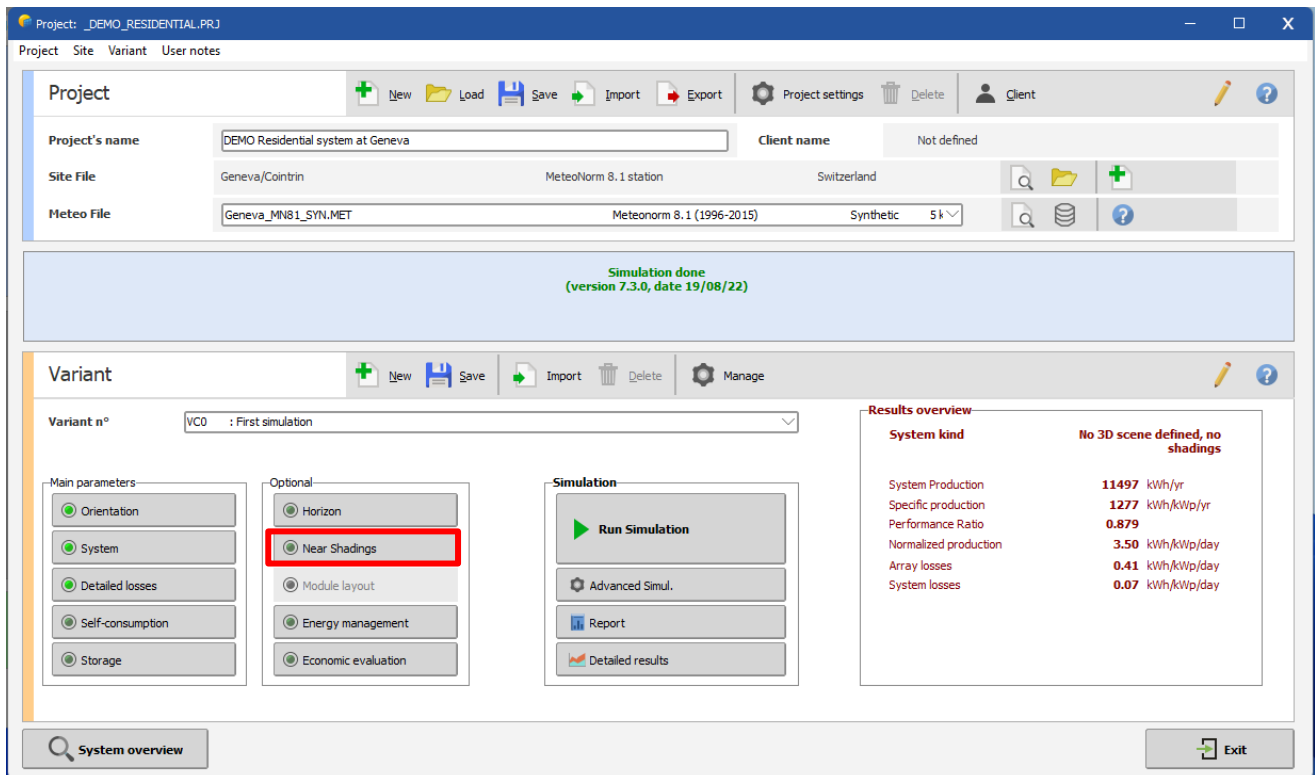 Project: _DEMO_RESIDENTIAL.PRJ
Project Site Variant User notes
Project New Load Save Import Export Project settings Delete Client
Project's name DEMO Residential system at Geneva Client name Not defined
Site File Geneva/Cointrin MeteoNorm 8.1 station Switzerland
Meteo File Geneva_MN81_SYN.MET Meteonorm 8.1 (1996-2015) Synthetic 5 k
Simulation done
(version 7.3.0, date 19/08/22)
Variant New Save Import Delete Manage
Variant n° VC0 : First simulation
Main parameters
Orientation
System
Detailed losses
Self-consumption
Storage
Optional
Horizon
Near Shadings
Module layout
Energy management
Economic evaluation
Simulation
Run Simulation
Advanced Simul.
Report
Detailed results
Results overview
System kind No 3D scene defined, no
shadings
System Production 11497 kWh/yr
Specific production 1277 kWh/kWp/yr
Performance Ratio 0.879
Normalized production 3.50 kWh/kWp/day
Array losses 0.41 kWh/kWp/day
System losses 0.07 kWh/kWp/day
System overview
Exit